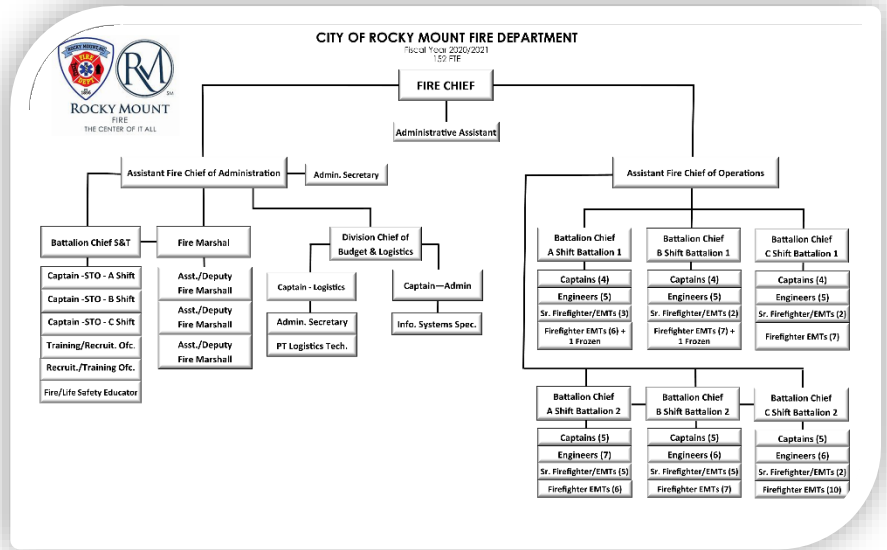 CITY OF ROCKY MOUNT FIRE DEPARTMENT
Fiscal Year 2020/2021
152 FTE
ROCKY MOUNT NC
FIRE
DEPT
RM
SM
ROCKY MOUNT
FIRE
THE CENTER OF IT ALL
FIRE CHIEF
Administrative Assistant
Assistant Fire Chief of Administration
Admin. Secretary
Assistant Fire Chief of Operations
Battalion Chief S&T
Captain -STO - A Shift
Captain -STO - B Shift
Captain -STO - C Shift
Training/Recruit. Ofc.
Recruit./Training Ofc.
Fire/Life Safety Educator
Fire Marshal
Asst./Deputy
Fire Marshall
Asst./Deputy
Fire Marshall
Asst./Deputy
Fire Marshall
Division Chief of
Budget & Logistics
Captain - Logistics
Admin. Secretary
PT Logistics Tech.
Captain—Admin
Info. Systems Spec.
Battalion Chief
A Shift Battalion 1
Captains (4)
Engineers (5)
Sr. Firefighter/EMTs (3)
Firefighter EMTs (6) +
1 Frozen
Battalion Chief
B Shift Battalion 1
Captains (4)
Engineers (5)
Sr. Firefighter/EMTs (2)
Firefighter EMTs (7) +
1 Frozen
Battalion Chief
C Shift Battalion 1
Captains (4)
Engineers (5)
Sr. Firefighter/EMTs (2)
Firefighter EMTs (7)
Battalion Chief
A Shift Battalion 2
Captains (5)
Engineers (7)
Sr. Firefighter/EMTs (5)
Firefighter EMTs (6)
Battalion Chief
B Shift Battalion 2
Captains (5)
Engineers (6)
Sr. Firefighter/EMTs (5)
Firefighter EMTs (7)
Battalion Chief
C Shift Battalion 2
Captains (5)
Engineers (6)
Sr. Firefighter/EMTs (2)
Firefighter EMTs (10)